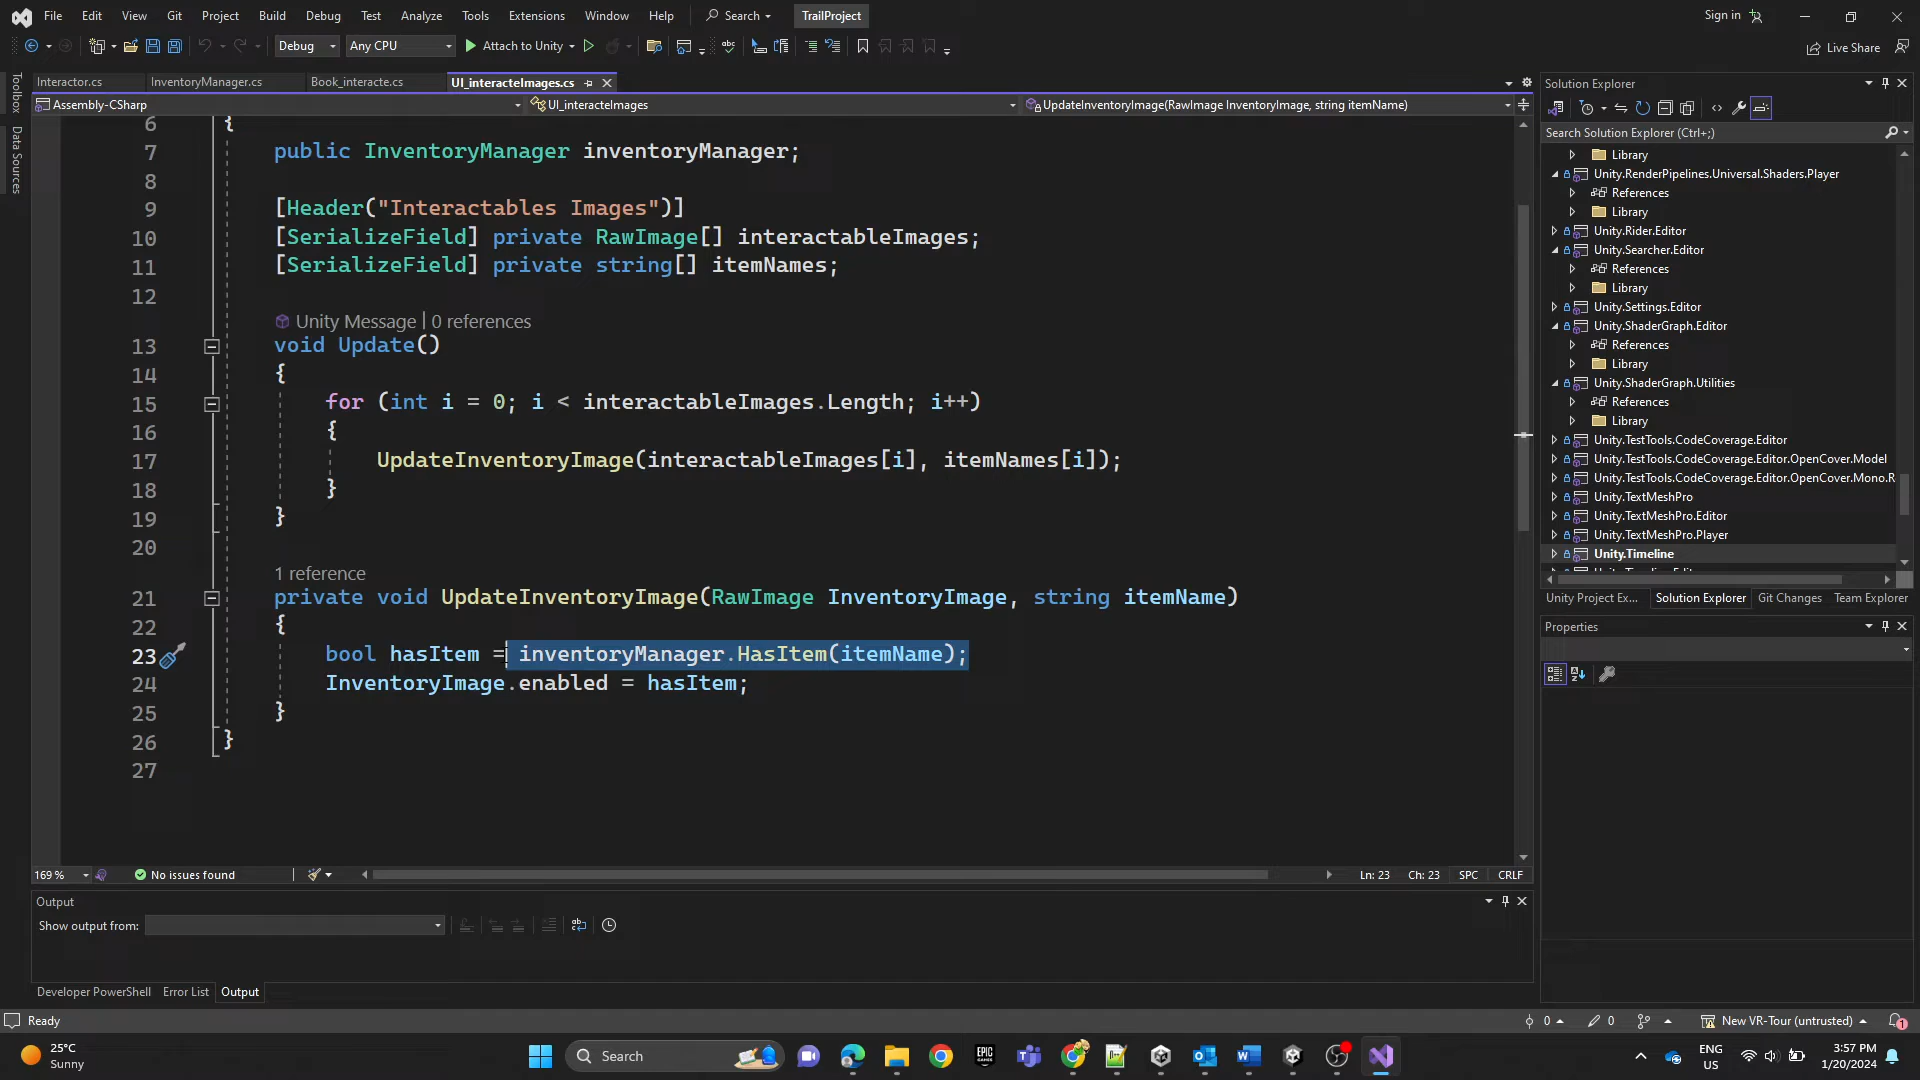 File Edit View Git Project Build Debug Test Analyze Tools Extensions Window Help Search TrailProject Sign in
Debug Any CPU Attach to Unity Live Share
Toolbox
Data Sources
Interactor.cs InventoryManager.cs Book_interacte.cs UI_interacteImages.cs
Assembly-CSharp UI_interacteImages UpdateInventoryImage(RawImage InventoryImage, string itemName)
6 {
7 public InventoryManager inventoryManager;
8
9 [Header("Interactables Images")]
10 [SerializeField] private RawImage[] interactableImages;
11 [SerializeField] private string[] itemNames;
12
Unity Message | 0 references
13 void Update()
14 {
15 for (int i = 0; i < interactableImages.Length; i++)
16 {
17 UpdateInventoryImage(interactableImages[i], itemNames[i]);
18 }
19 }
20
1 reference
21 private void UpdateInventoryImage(RawImage InventoryImage, string itemName)
22 {
23 bool hasItem = inventoryManager.HasItem(itemName);
24 InventoryImage.enabled = hasItem;
25 }
26 }
27
169 % No issues found Ln: 23 Ch: 23 SPC CRLF
Output
Show output from:
Developer PowerShell Error List Output
Solution Explorer
Search Solution Explorer (Ctrl+;)
Library
Unity.RenderPipelines.Universal.Shaders.Player
References
Library
Unity.Rider.Editor
Unity.Searcher.Editor
References
Library
Unity.Settings.Editor
Unity.ShaderGraph.Editor
References
Library
Unity.ShaderGraph.Utilities
References
Library
Unity.TestTools.CodeCoverage.Editor
Unity.TestTools.CodeCoverage.Editor.OpenCover.Model
Unity.TestTools.CodeCoverage.Editor.OpenCover.Mono.R
Unity.TextMeshPro
Unity.TextMeshPro.Editor
Unity.TextMeshPro.Player
Unity.Timeline
Unity Project Ex... Solution Explorer Git Changes Team Explorer
Properties
Ready 0 0 New VR-Tour (untrusted) 1
25°C
Sunny
Search
EPIC GAMES
ENG
US
3:57 PM
1/20/2024